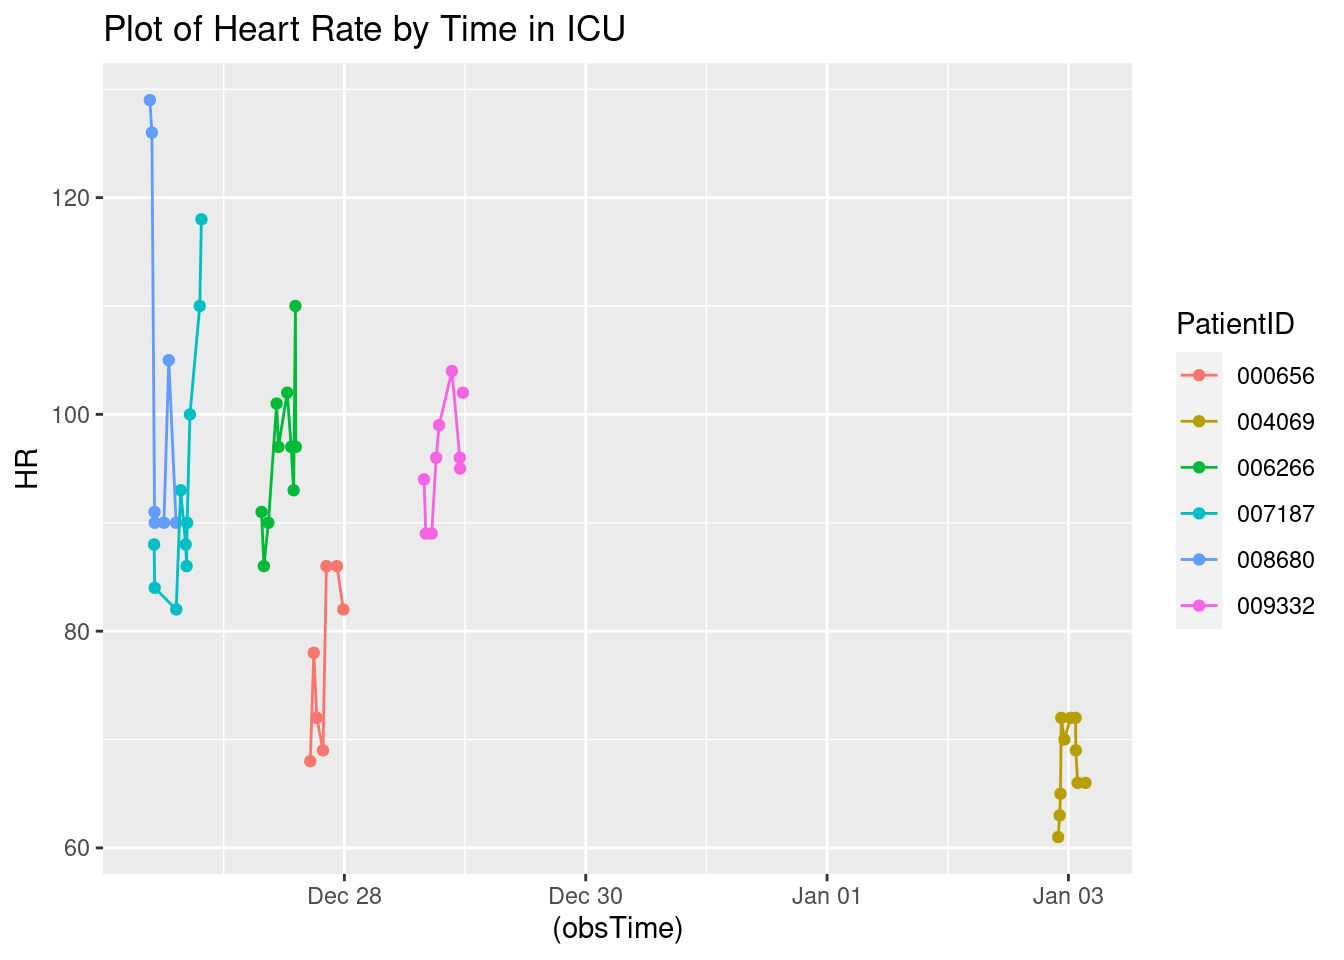 Plot of Heart Rate by Time in ICU
120
100
80
60
HR
Dec 28
Dec 30
Jan 01
Jan 03
(obsTime)
PatientID
000656
004069
006266
007187
008680
009332